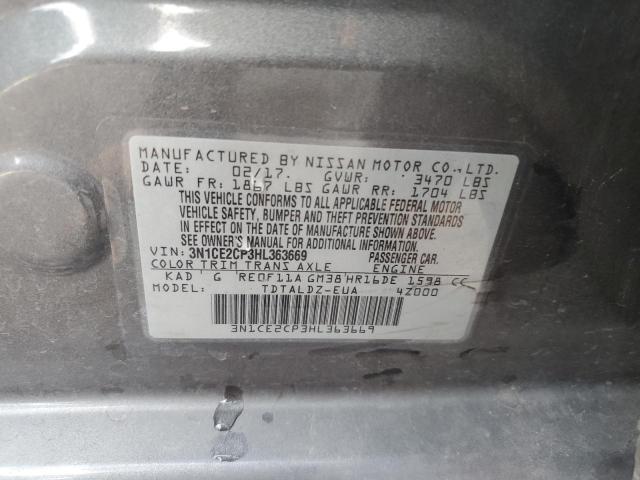 MANUFACTURED BY NISSAN MOTOR CO., LTD.
DATE: 02/17. GVWR: 3470 LBS
GAWR FR: 1867 LBS GAWR RR: 1704 LBS
THIS VEHICLE CONFORMS TO ALL APPLICABLE FEDERAL MOTOR
VEHICLE SAFETY, BUMPER AND THEFT PREVENTION STANDARDS
IN EFFECT ON THE DATE OF MANUFACTURE SHOWN ABOVE.
SEE OWNER'S MANUAL FOR ADDITIONAL INFORMATION.
VIN: 3N1CE2CP3HL363669 PASSENGER CAR.
COLOR TRIM TRANS AXLE ENGINE
KAD G RE0F11A GM38 HR16DE 1598 CC
MODEL: TDTALDZ-EUA 4Z000
3N1CE2CP3HL363669